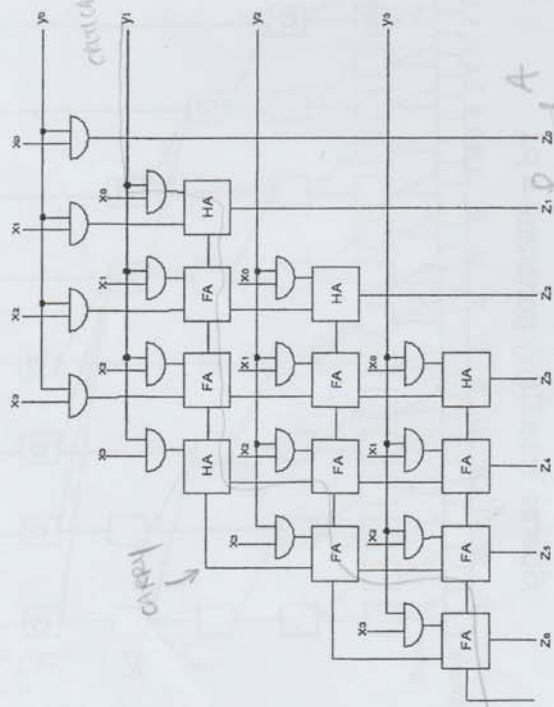 x3 x2 x1 x0 y0
x3 x2 x1 x0 y1
HA FA FA HA
CARRY
x3 x2 x1 x0 y2
FA FA FA HA
x3 x2 x1 x0 y3
FA FA FA HA
Z6 Z5 Z4 Z3 Z2 Z1 Z0
A